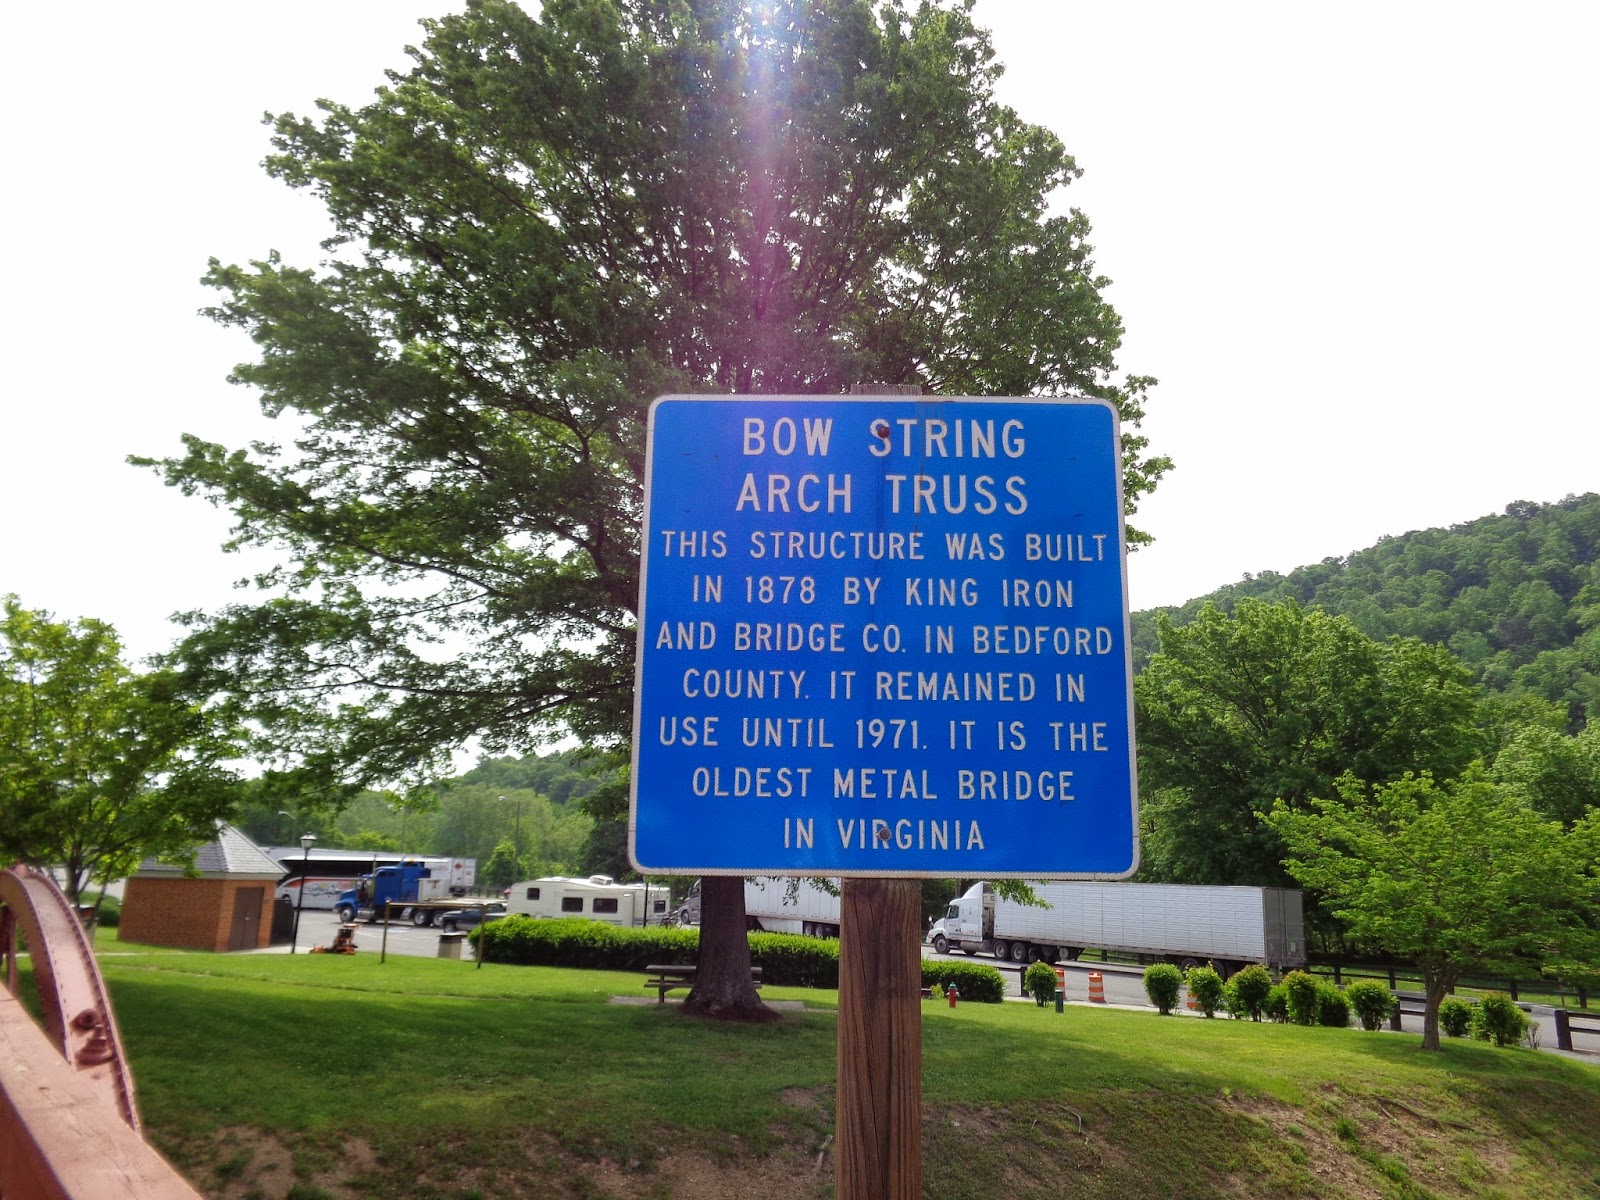 BOW STRING
ARCH TRUSS
THIS STRUCTURE WAS BUILT
IN 1878 BY KING IRON
AND BRIDGE CO. IN BEDFORD
COUNTY. IT REMAINED IN
USE UNTIL 1971. IT IS THE
OLDEST METAL BRIDGE
IN VIRGINIA